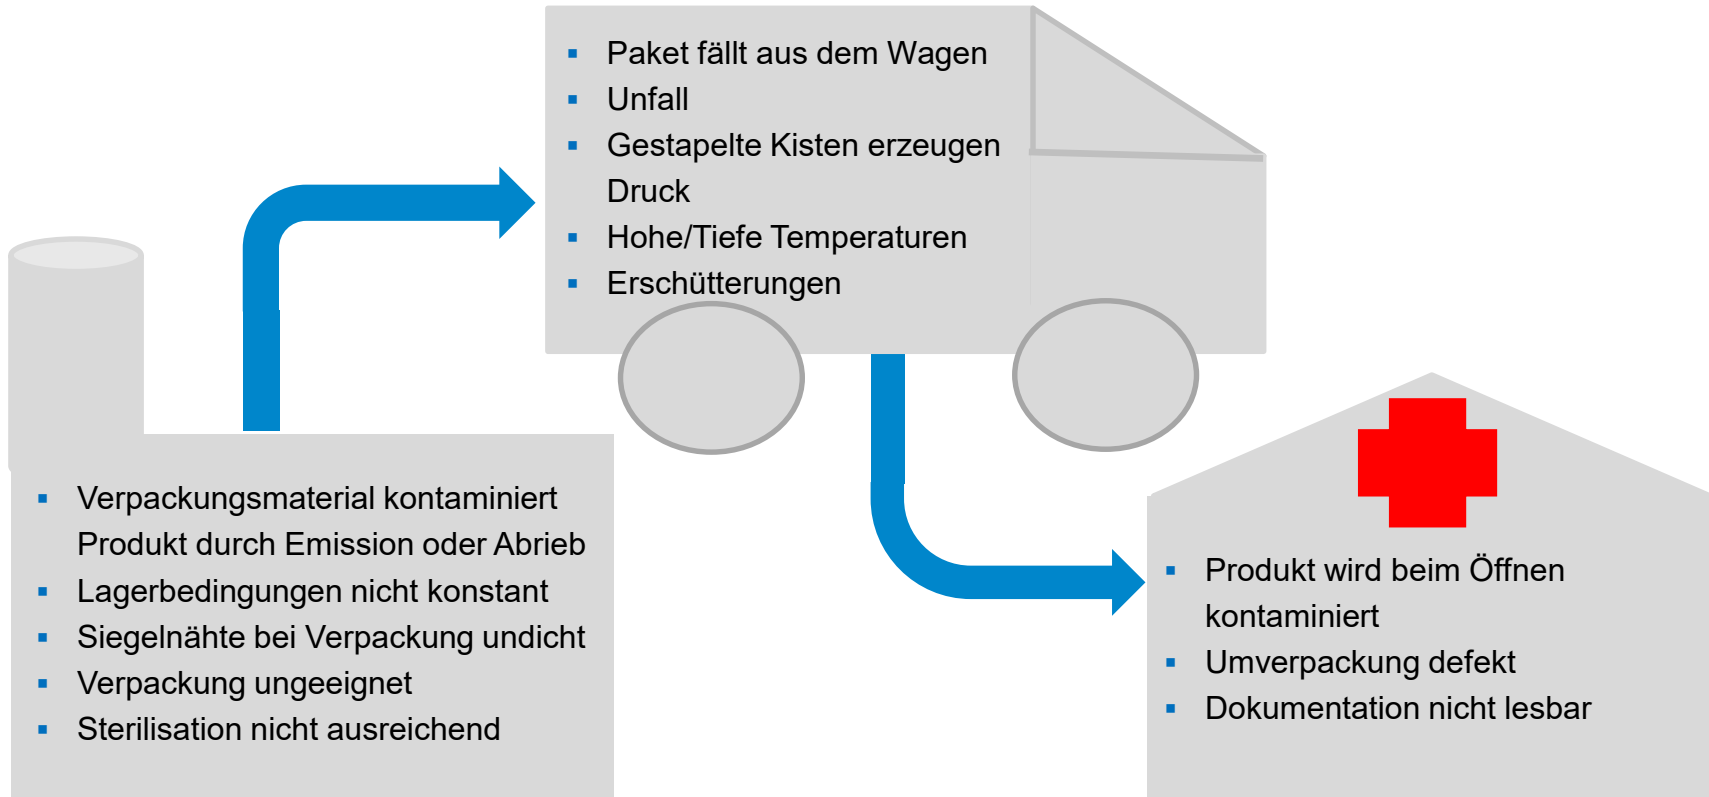 ▪ Paket fällt aus dem Wagen
▪ Unfall
▪ Gestapelte Kisten erzeugen
Druck
▪ Hohe/Tiefe Temperaturen
▪ Erschütterungen
▪ Verpackungsmaterial kontaminiert
Produkt durch Emission oder Abrieb
▪ Lagerbedingungen nicht konstant
▪ Siegelnähte bei Verpackung undicht
▪ Verpackung ungeeignet
▪ Sterilisation nicht ausreichend
▪ Produkt wird beim Öffnen
kontaminiert
▪ Umverpackung defekt
▪ Dokumentation nicht lesbar